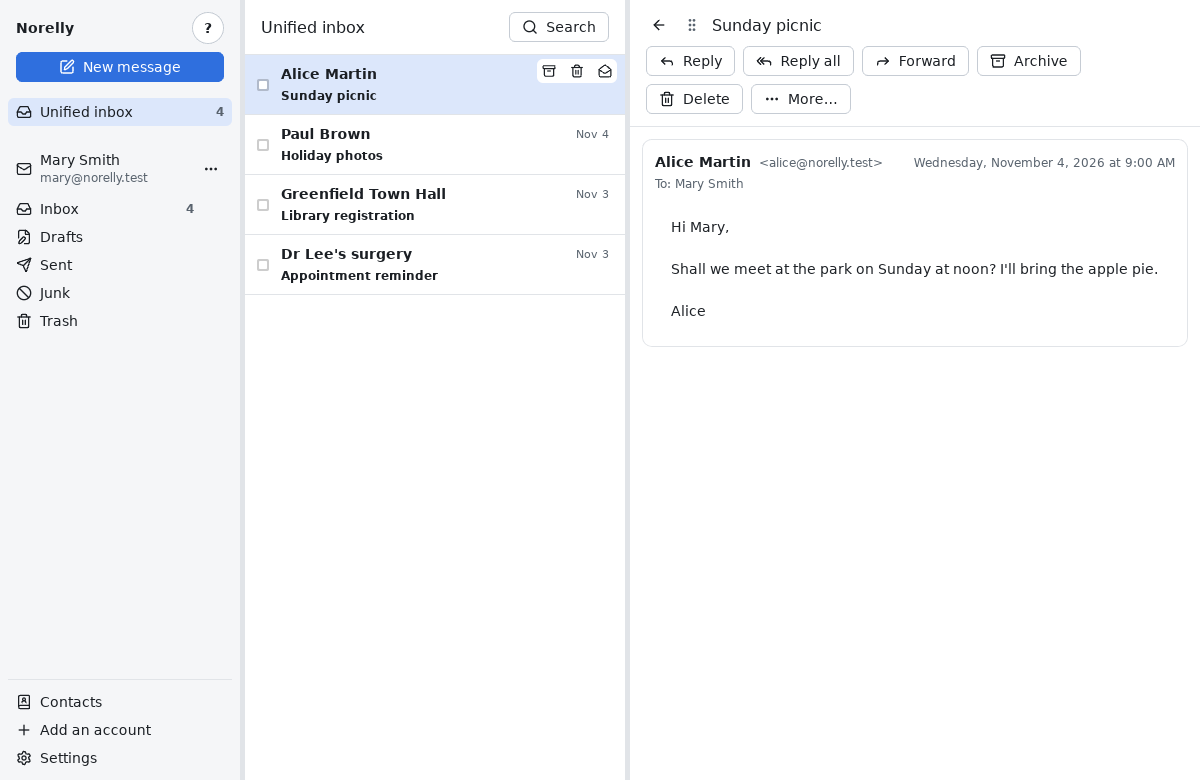 Norelly
?
New message
Unified inbox 4
Mary Smith
mary@norelly.test
Inbox 4
Drafts
Sent
Junk
Trash
Contacts
Add an account
Settings
Unified inbox
Search
Alice Martin
Sunday picnic
Paul Brown Nov 4
Holiday photos
Greenfield Town Hall Nov 3
Library registration
Dr Lee's surgery Nov 3
Appointment reminder
Sunday picnic
Reply Reply all Forward Archive
Delete More...
Alice Martin <alice@norelly.test> Wednesday, November 4, 2026 at 9:00 AM
To: Mary Smith
Hi Mary,
Shall we meet at the park on Sunday at noon? I'll bring the apple pie.
Alice